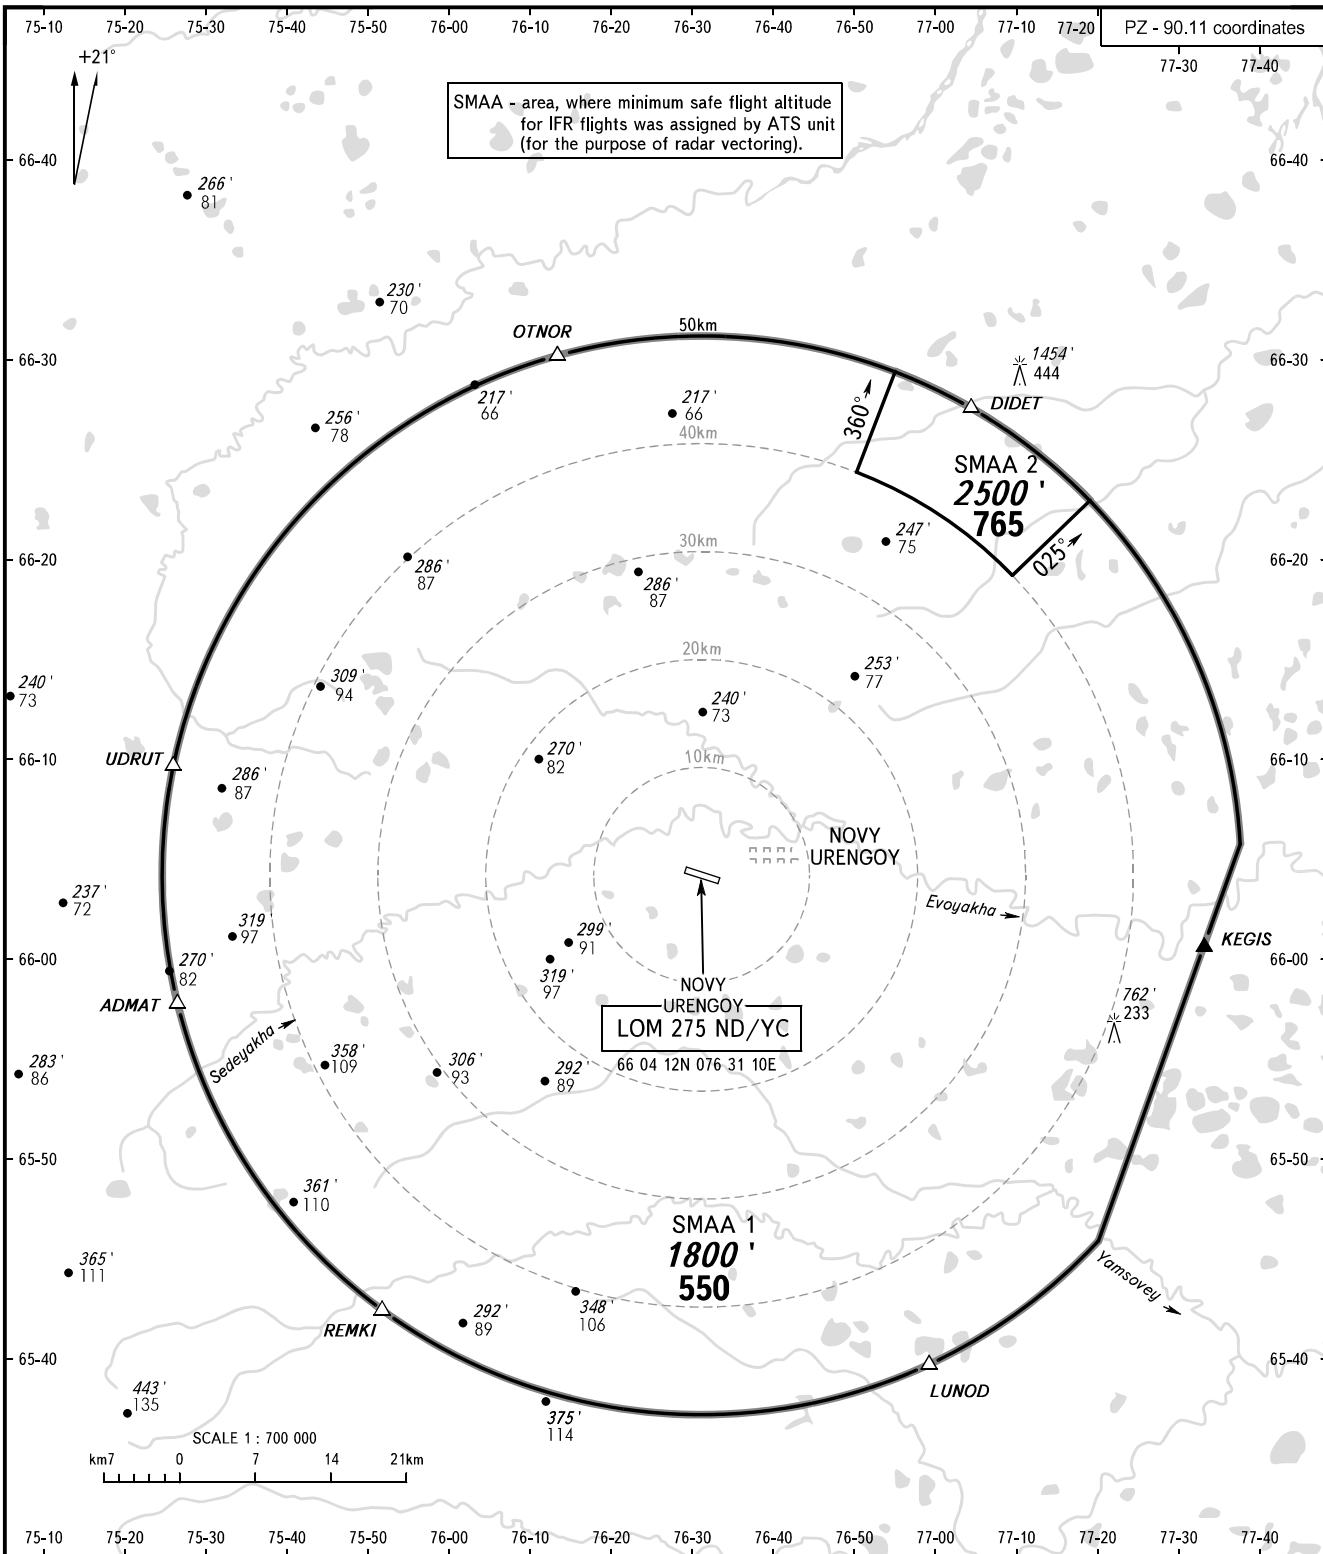 75-10 75-20 75-30 75-40 75-50 76-00 76-10 76-20 76-30 76-40 76-50 77-00 77-10 77-20
PZ - 90.11 coordinates
77-30 77-40
+21°
SMAA - area, where minimum safe flight altitude
for IFR flights was assigned by ATS unit
(for the purpose of radar vectoring).
66-40 66-40
266'
81
230'
70
OTNOR
50km
66-30 66-30
1454'
444
DIDET
217'
66
217'
66
256'
78
360°
40km
SMAA 2
2500'
765
247'
75
30km
025°
66-20 66-20
286'
87
286'
87
20km
253'
77
309'
94
240'
73
240'
73
270'
82
10km
UDRUT
66-10 66-10
286'
87
NOVY
URENGOY
237'
72
Evoyakha
319'
97
299'
91
KEGIS
66-00 66-00
270'
82
319'
97
ADMAT
NOVY
URENGOY
LOM 275 ND/YC
66 04 12N 076 31 10E
762'
233
Sedeyakha
283'
86
358'
109
306'
93
292'
89
65-50 65-50
361'
110
SMAA 1
1800'
550
365'
111
Yamsovey
348'
106
292'
89
REMKI
65-40 65-40
LUNOD
443'
135
375'
114
SCALE 1 : 700 000
km7 0 7 14 21km
75-10 75-20 75-30 75-40 75-50 76-00 76-10 76-20 76-30 76-40 76-50 77-00 77-10 77-20 77-30 77-40